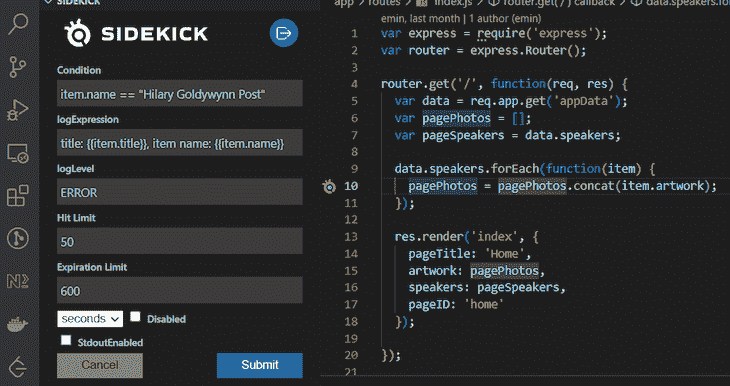 SIDEKICK
SIDEKICK
Condition
item.name == "Hilary Goldywynn Post"
logExpression
title: {{item.title}}, item name: {{item.name}}
logLevel
ERROR
Hit Limit
50
Expiration Limit
600
seconds
Disabled
StdoutEnabled
Cancel
Submit
app > routes > index.js > router.get('/') callback > data.speakers.for
emin, last month | 1 author (emin)
1 var express = require('express');
2 var router = express.Router();
3
4 router.get('/', function(req, res) {
5 var data = req.app.get('appData');
6 var pagePhotos = [];
7 var pageSpeakers = data.speakers;
8
9 data.speakers.forEach(function(item) {
10 pagePhotos = pagePhotos.concat(item.artwork);
11 });
12
13 res.render('index', {
14 pageTitle: 'Home',
15 artwork: pagePhotos,
16 speakers: pageSpeakers,
17 pageID: 'home'
18 });
19
20 });
21